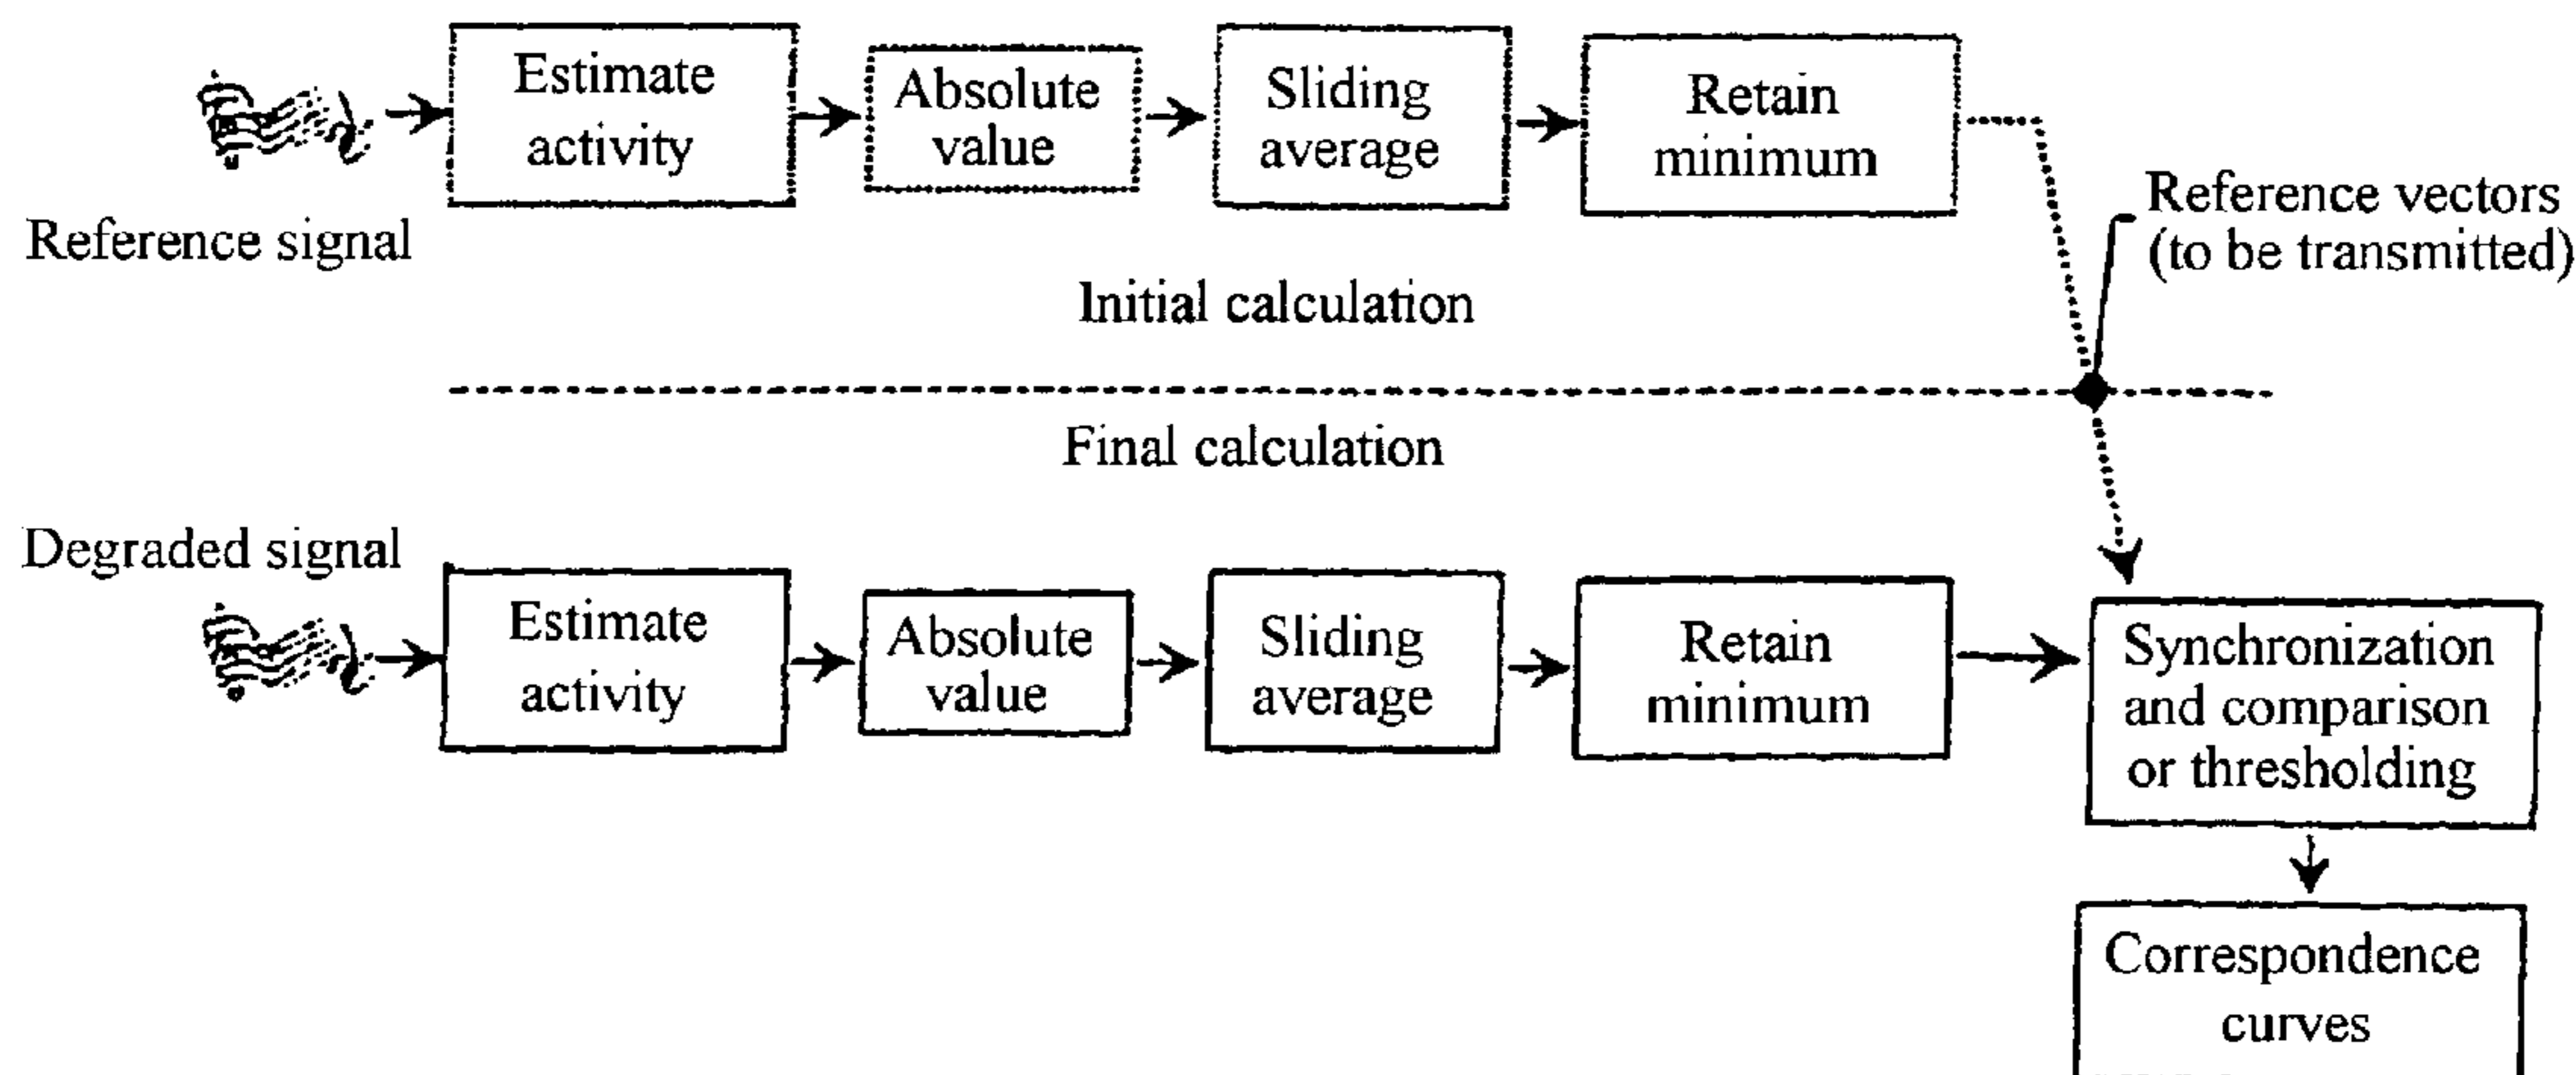 Estimate
activity
Absolute
value
Sliding
average
Retain
minimum
Reference signal
Reference vectors
(to be transmitted)
Initial calculation
Final calculation
Degraded signal
Estimate
activity
Absolute
value
Sliding
average
Retain
minimum
Synchronization
and comparison
or thresholding
Correspondence
curves